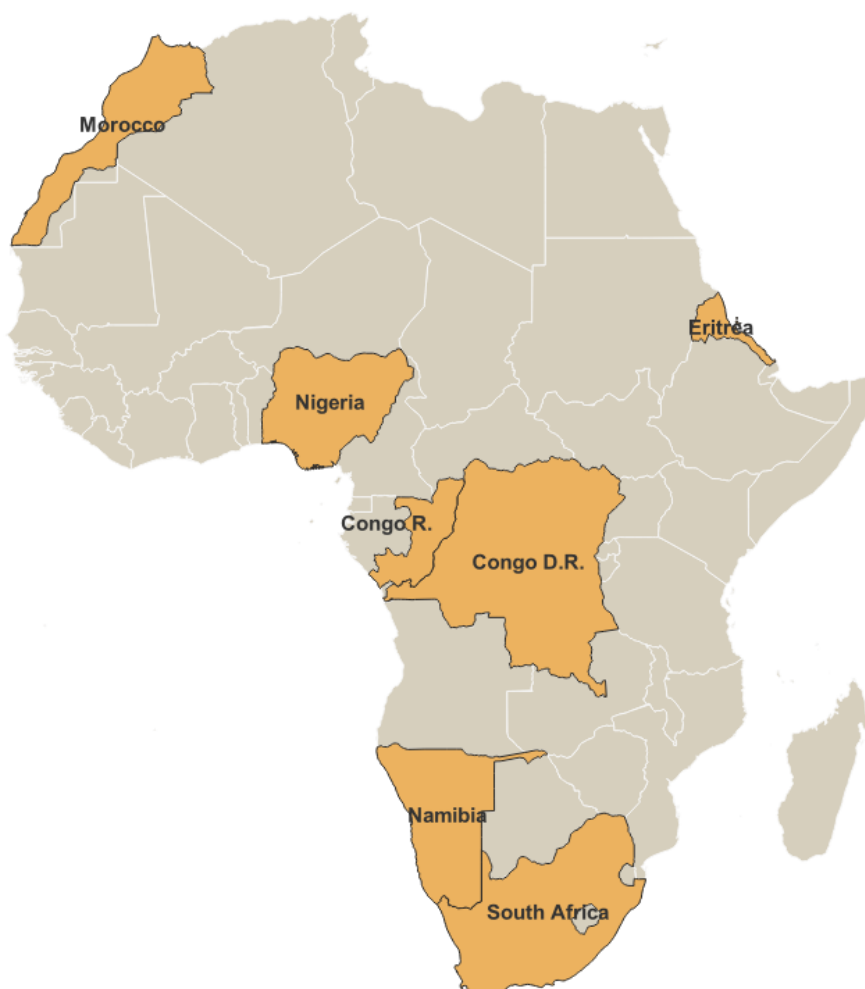 Morocco
Eritrea
Nigeria
Congo R.
Congo D.R.
Namibia
South Africa